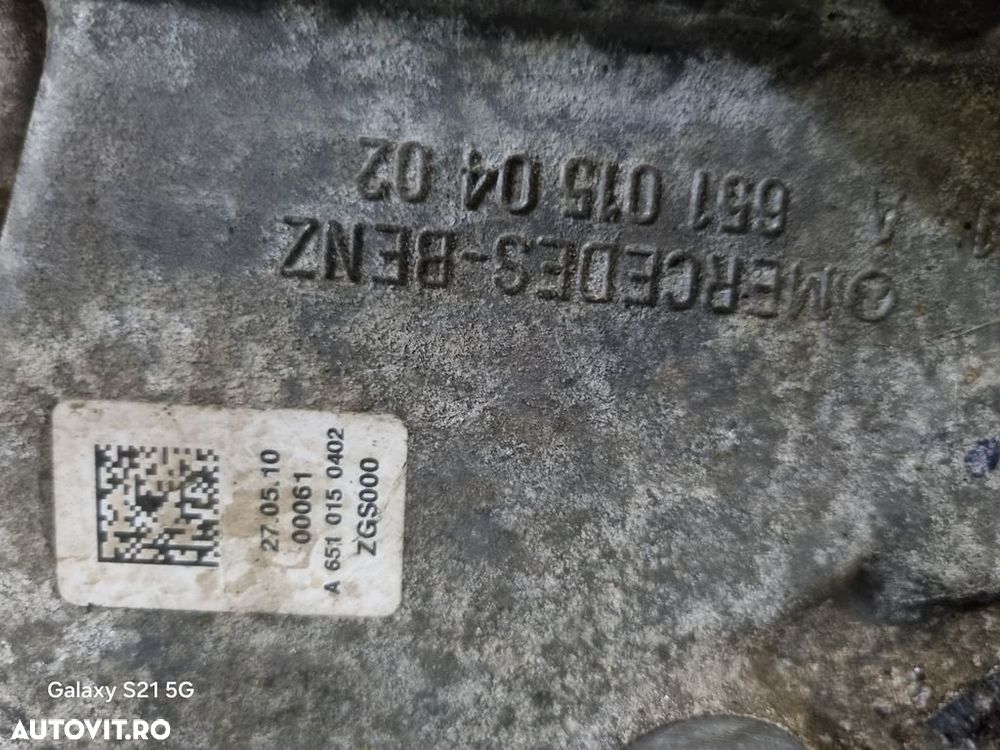 MERCEDES-BENZ
A 651 015 04 02
27.05.10
00061
A 651 015 0402
ZGS000
Galaxy S21 5G
AUTOVIT.RO